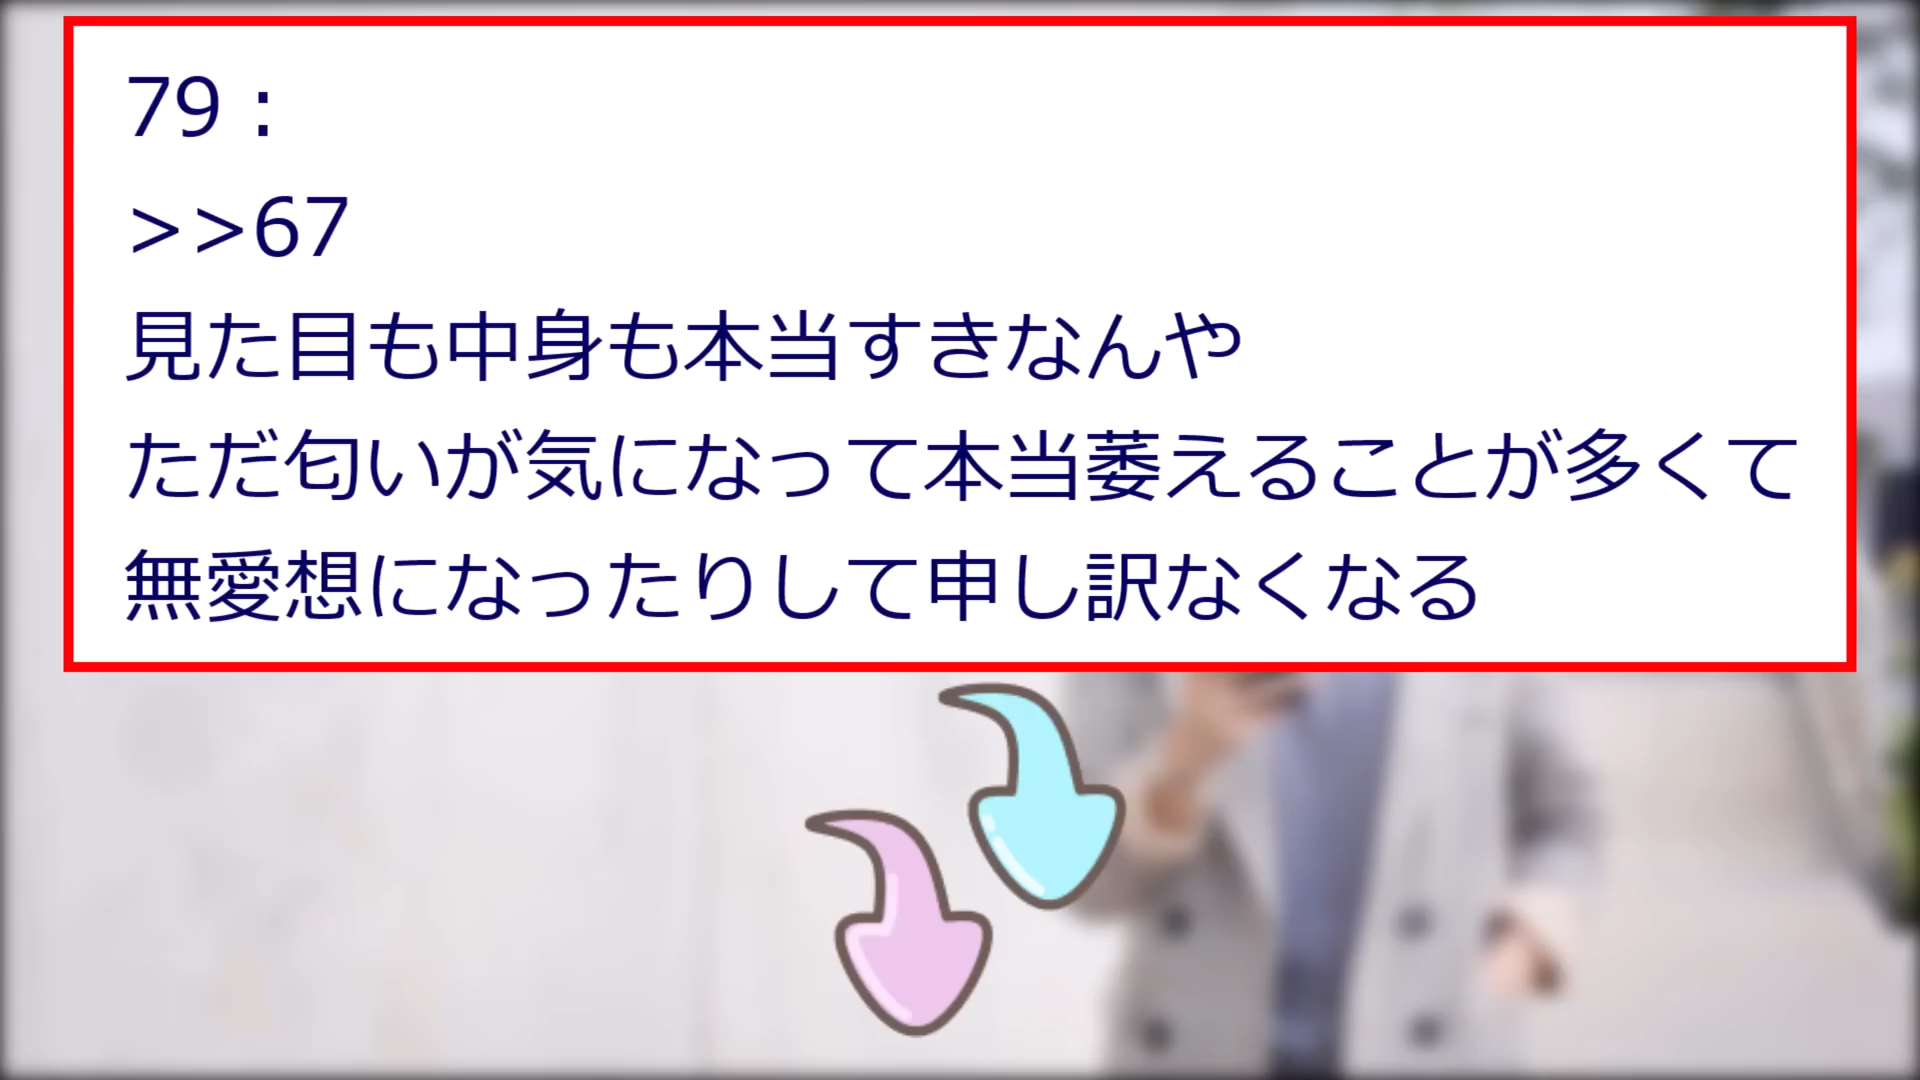 79：
>>67
見た目も中身も本当すきなんや
ただ匂いが気になって本当萎えることが多くて
無愛想になったりして申し訳なくなる